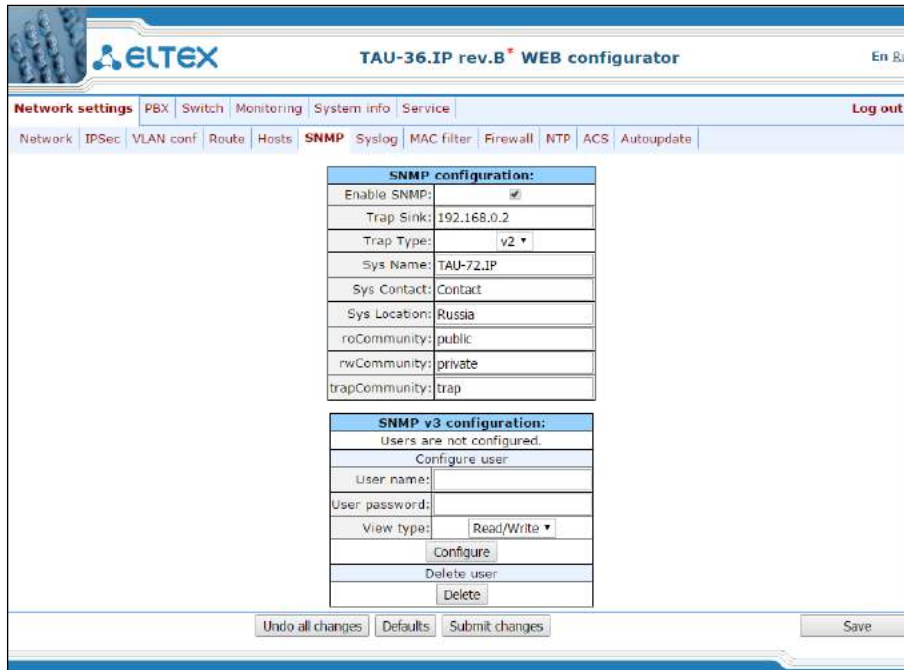 ELTEX
TAU-36.IP rev.B* WEB configurator
En
Network settings PBX Switch Monitoring System info Service
Log out
Network IPSec VLAN conf Route Hosts SNMP Syslog MAC filter Firewall NTP ACS Autoupdate
SNMP configuration:
Enable SNMP:
Trap Sink: 192.168.0.2
Trap Type: v2
Sys Name: TAU-72.IP
Sys Contact: Contact
Sys Location: Russia
roCommunity: public
rwCommunity: private
trapCommunity: trap
SNMP v3 configuration:
Users are not configured.
Configure user
User name:
User password:
View type: Read/Write
Configure
Delete user
Delete
Undo all changes Defaults Submit changes
Save